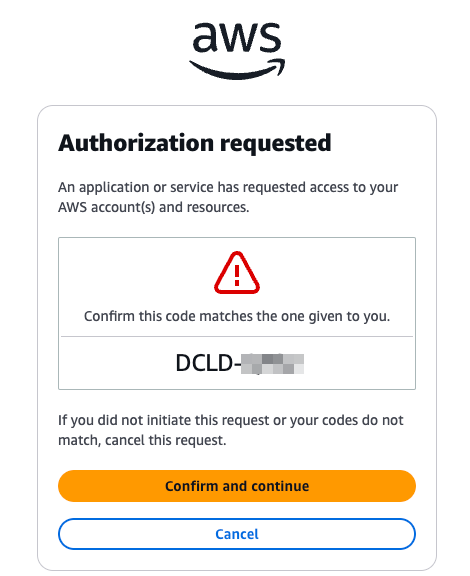 aws
Authorization requested
An application or service has requested access to your
AWS account(s) and resources.
Confirm this code matches the one given to you.
DCLD-
If you did not initiate this request or your codes do not
match, cancel this request.
Confirm and continue
Cancel